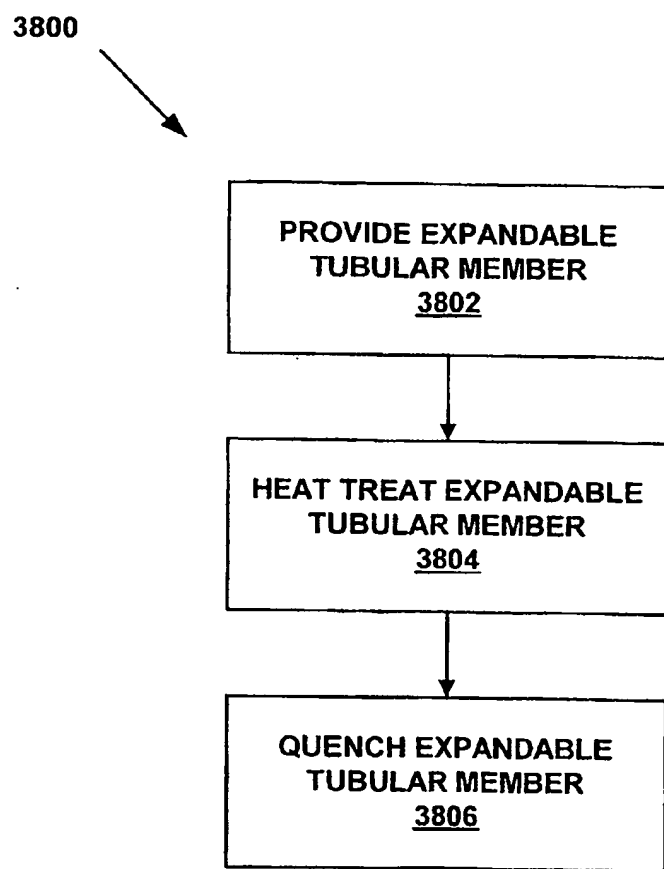 3800
PROVIDE EXPANDABLE
TUBULAR MEMBER
3802
HEAT TREAT EXPANDABLE
TUBULAR MEMBER
3804
QUENCH EXPANDABLE
TUBULAR MEMBER
3806